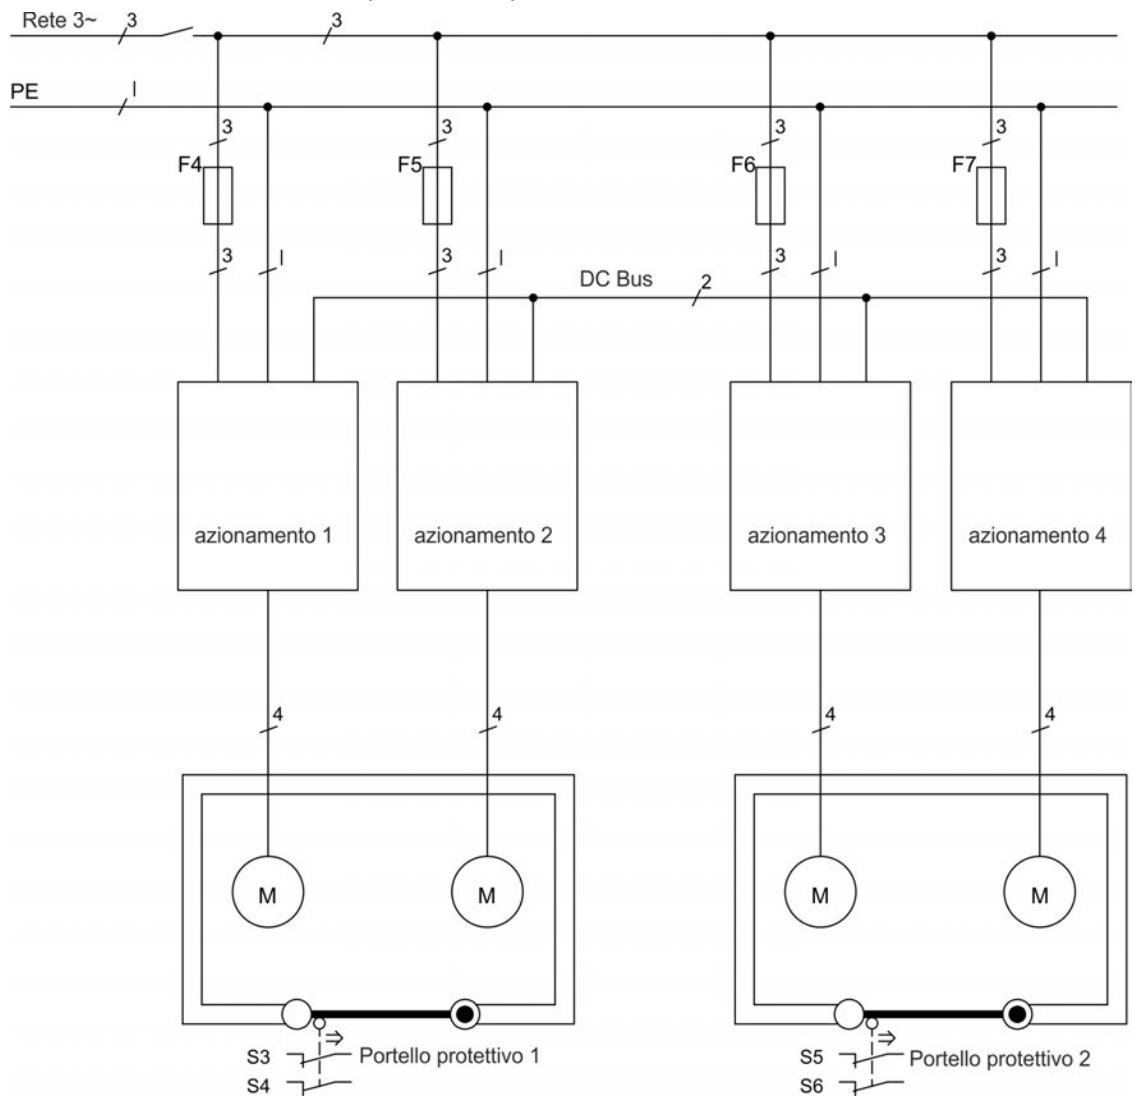 Rete 3~ 3 3
PE I
3 3 3 3
F4 F5 F6 F7
3 I 3 I 3 I 3 I
DC Bus 2
azionamento 1 azionamento 2 azionamento 3 azionamento 4
4 4 4 4
M M M M
S3 Portello protettivo 1 S5 Portello protettivo 2
S4 S6